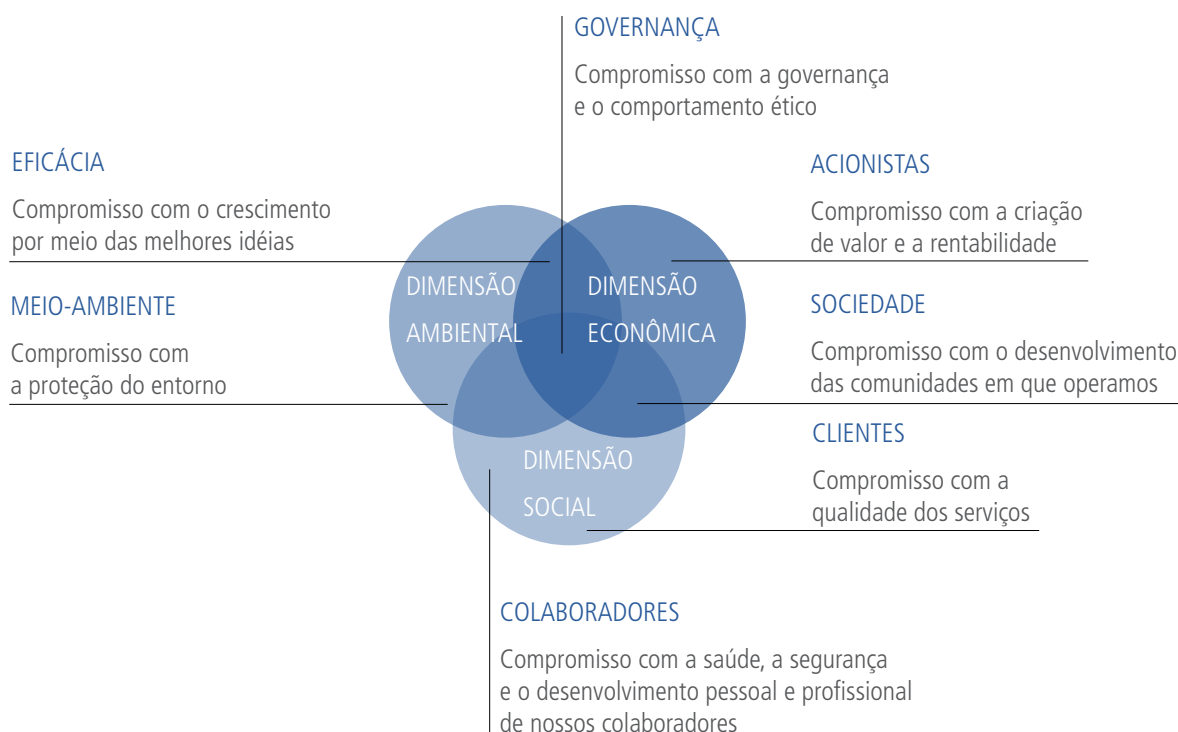 GOVERNANÇA
Compromisso com a governança
e o comportamento ético
EFICÁCIA
Compromisso com o crescimento
por meio das melhores idéias
ACIONISTAS
Compromisso com a criação
de valor e a rentabilidade
MEIO-AMBIENTE
Compromisso com
a proteção do entorno
DIMENSÃO
AMBIENTAL
DIMENSÃO
ECONÔMICA
SOCIEDADE
Compromisso com o desenvolvimento
das comunidades em que operamos
DIMENSÃO
SOCIAL
CLIENTES
Compromisso com a
qualidade dos serviços
COLABORADORES
Compromisso com a saúde, a segurança
e o desenvolvimento pessoal e profissional
de nossos colaboradores